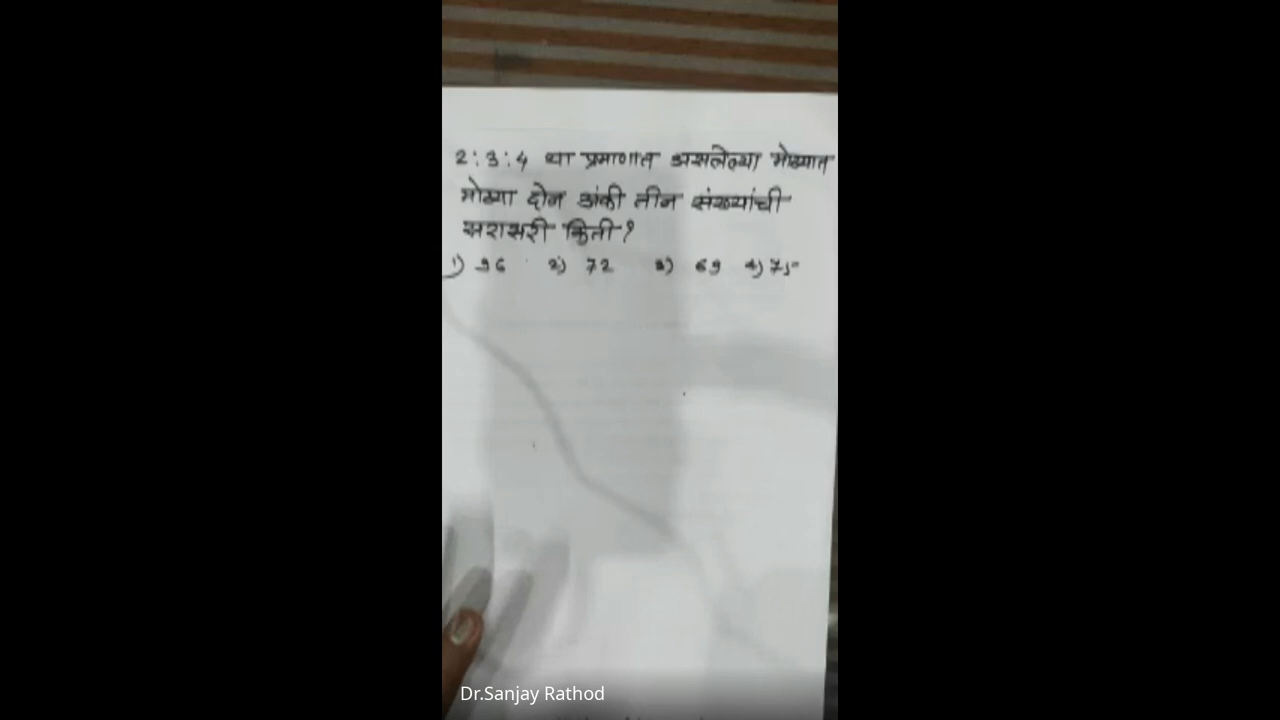 2:3:4 या प्रमाणात असलेल्या मोठ्यात
मोठ्या दोन अंकी तीन संख्यांची
सरासरी किती?
1) 96 2) 72 3) 69 4) 75
Dr.Sanjay Rathod